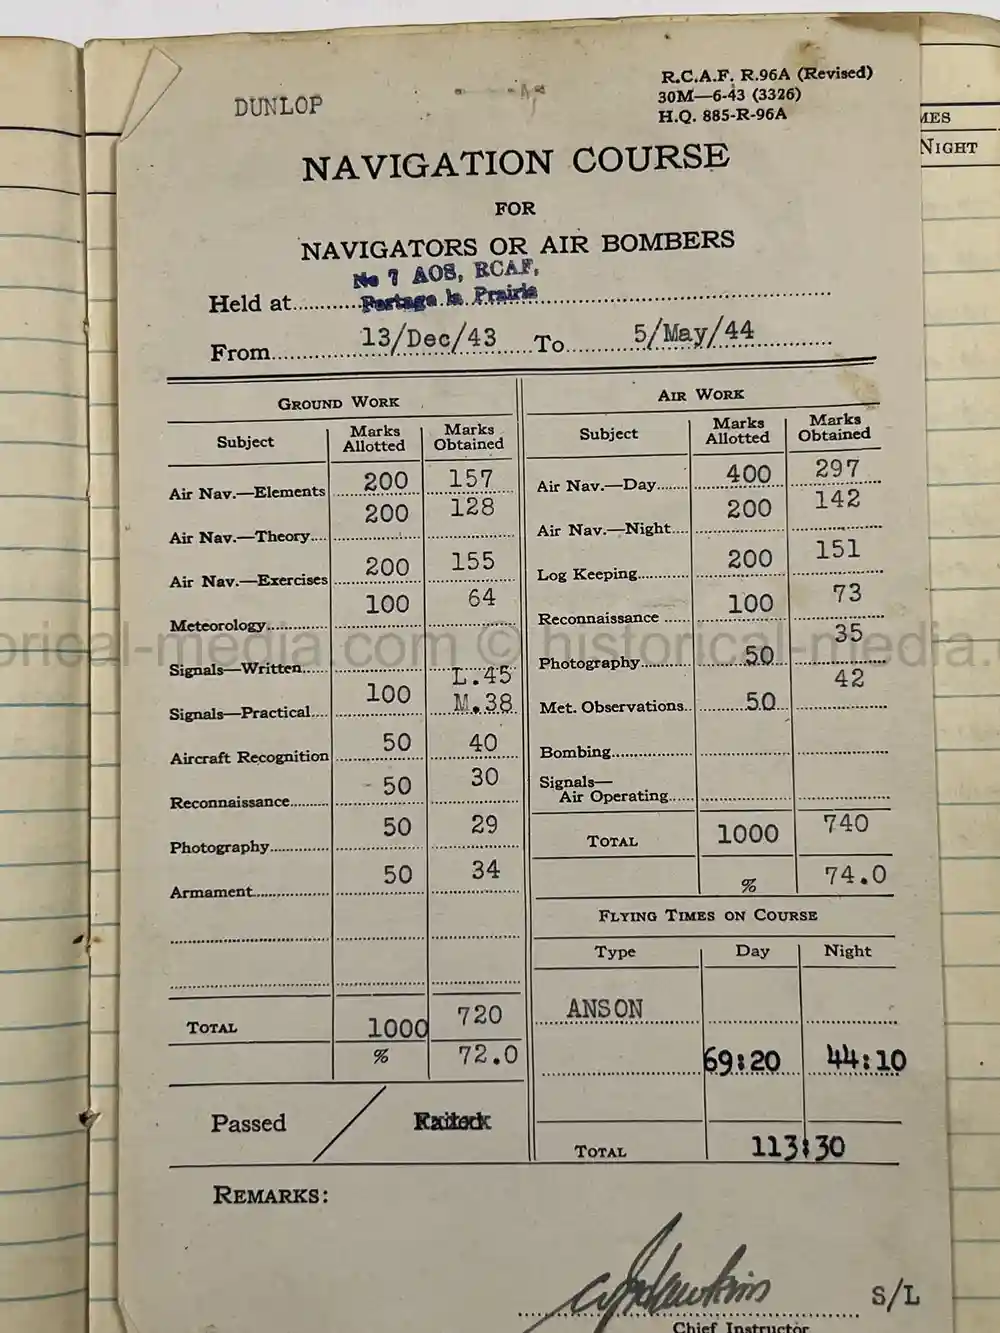 DUNLOP
R.C.A.F. R.96A (Revised)
30M—6-43 (3326)
H.Q. 885-R-96A
NAVIGATION COURSE
FOR
NAVIGATORS OR AIR BOMBERS
No 7 AOS, RCAF,
Held at Portage la Prairie
From 13/Dec/43 To 5/May/44
GROUND WORK
Subject Marks Allotted Marks Obtained
Air Nav.—Elements 200 157
Air Nav.—Theory 200 128
Air Nav.—Exercises 200 155
Meteorology 100 64
Signals—Written L.45
Signals—Practical 100 M.38
Aircraft Recognition 50 40
Reconnaissance 50 30
Photography 50 29
Armament 50 34
TOTAL 1000 720
% 72.0
Passed / Failed
AIR WORK
Subject Marks Allotted Marks Obtained
Air Nav.—Day 400 297
Air Nav.—Night 200 142
Log Keeping 200 151
Reconnaissance 100 73
Photography 50 35
Met. Observations 50 42
Bombing
Signals—
Air Operating
TOTAL 1000 740
% 74.0
FLYING TIMES ON COURSE
Type Day Night
ANSON
69:20 44:10
TOTAL 113:30
REMARKS:
S/L
Chief Instructor
NIGHT
orical-media.com © historical-media.